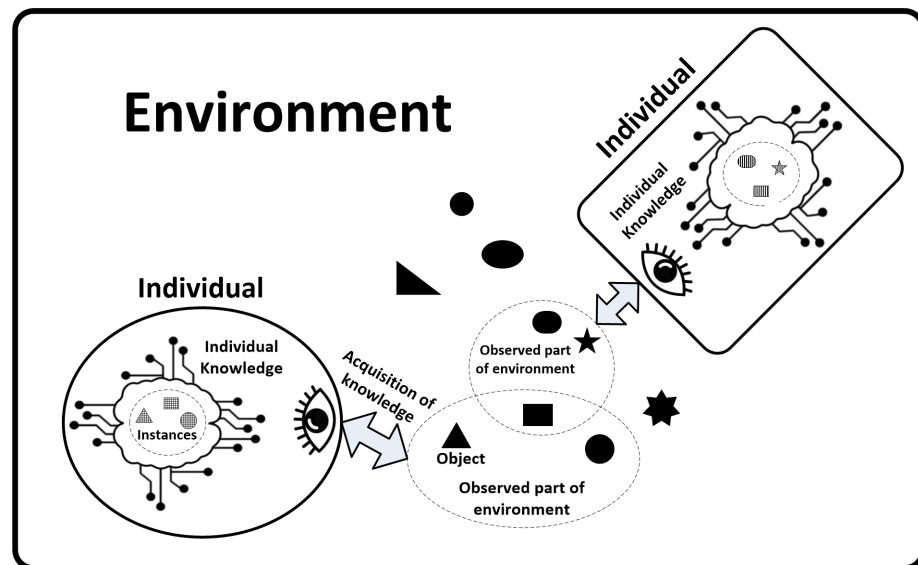 Environment
Individual
Individual
Knowledge
Individual
Individual
Knowledge
Instances
Acquisition of
knowledge
Observed part
of environment
Object
Observed part of
environment